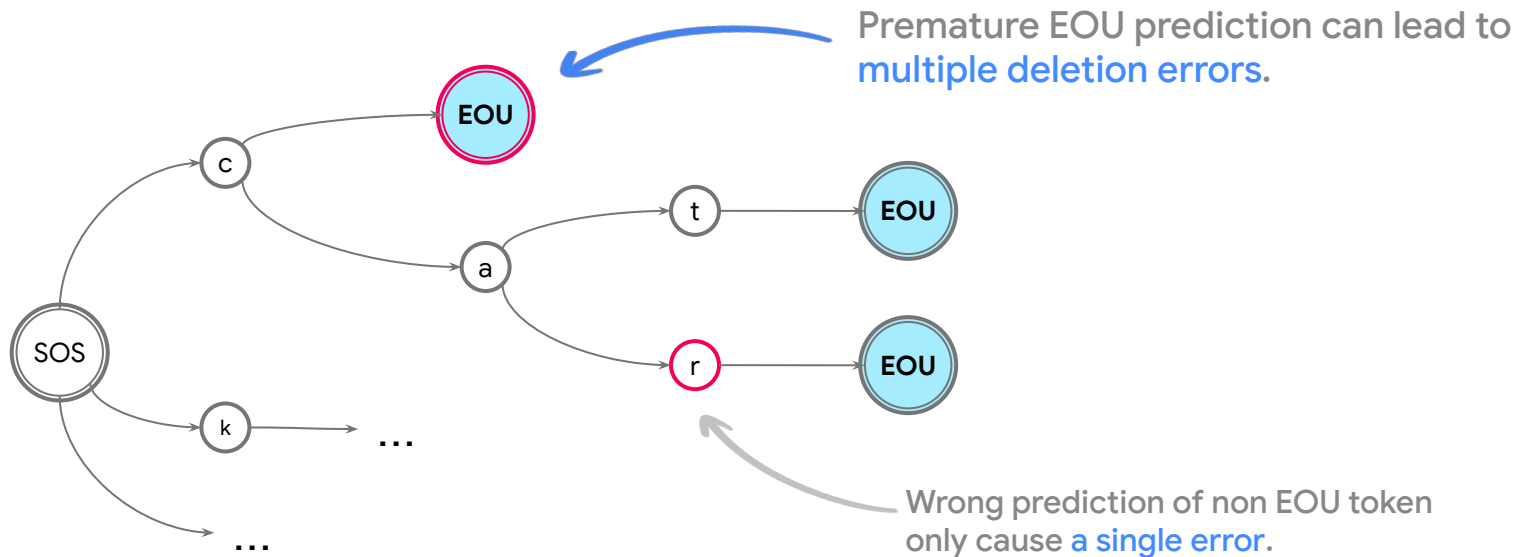 Premature EOU prediction can lead to
multiple deletion errors.
EOU
c
t
EOU
a
SOS
r
EOU
k
...
...
Wrong prediction of non EOU token
only cause a single error.